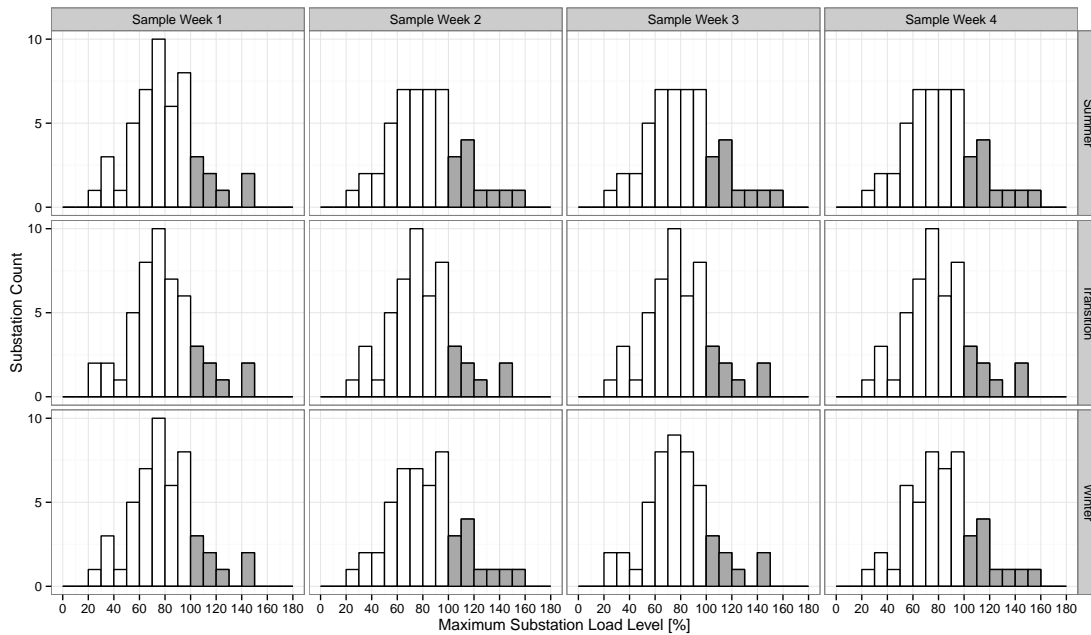 Sample Week 1
Sample Week 2
Sample Week 3
Sample Week 4
10
5
0
Summer
10
5
0
Transition
10
5
0
Winter
Substation Count
0 20 40 60 80 100 120 140 160 180
0 20 40 60 80 100 120 140 160 180
0 20 40 60 80 100 120 140 160 180
0 20 40 60 80 100 120 140 160 180
Maximum Substation Load Level [%]